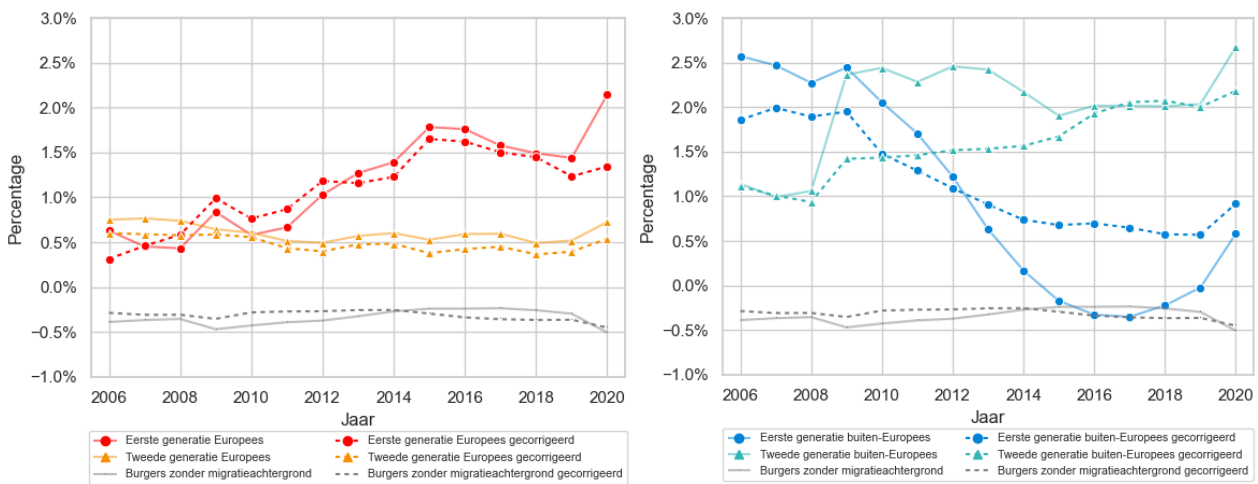 3.0%
2.5%
2.0%
1.5%
1.0%
0.5%
0.0%
−0.5%
−1.0%
Percentage
2006 2008 2010 2012 2014 2016 2018 2020
Jaar
Eerste generatie Europees Eerste generatie Europees gecorrigeerd
Tweede generatie Europees Tweede generatie Europees gecorrigeerd
Burgers zonder migratieachtergrond Burgers zonder migratieachtergrond gecorrigeerd
3.0%
2.5%
2.0%
1.5%
1.0%
0.5%
0.0%
−0.5%
−1.0%
Percentage
2006 2008 2010 2012 2014 2016 2018 2020
Jaar
Eerste generatie buiten-Europees Eerste generatie buiten-Europees gecorrigeerd
Tweede generatie buiten-Europees Tweede generatie buiten-Europees gecorrigeerd
Burgers zonder migratieachtergrond Burgers zonder migratieachtergrond gecorrigeerd